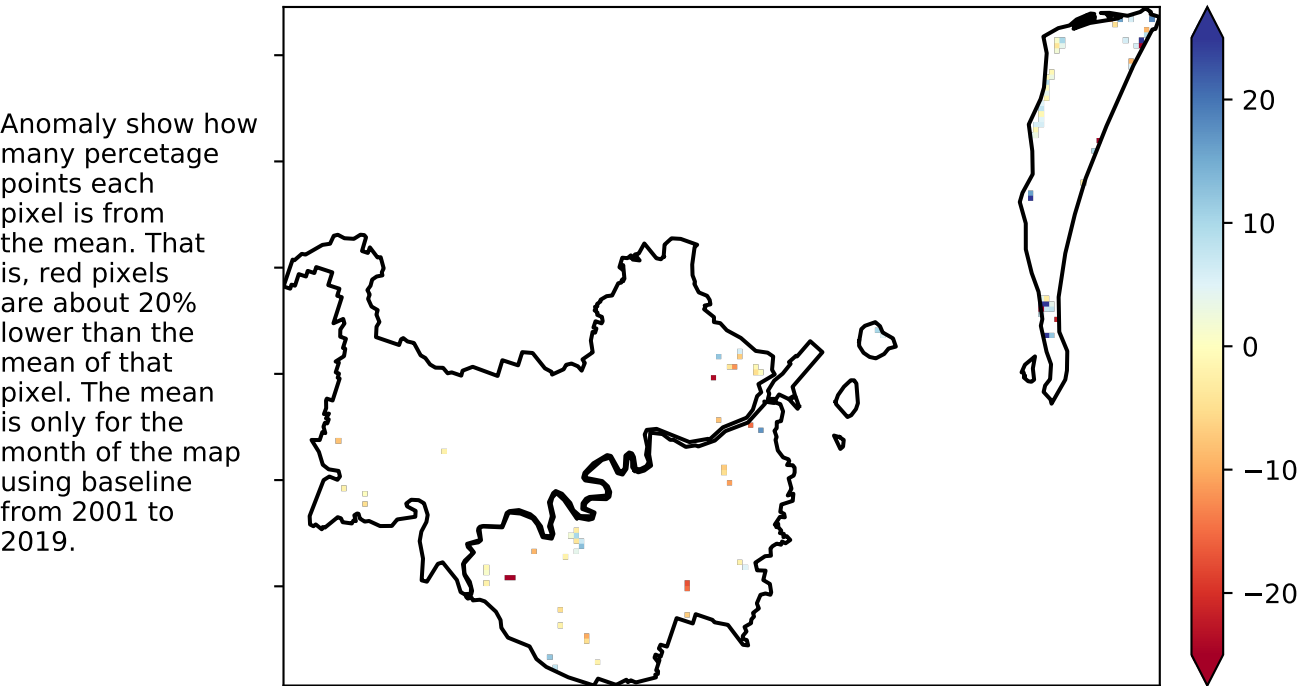 Anomaly show how
many percetage
points each
pixel is from
the mean. That
is, red pixels
are about 20%
lower than the
mean of that
pixel. The mean
is only for the
month of the map
using baseline
from 2001 to
2019.
20
10
0
−10
−20